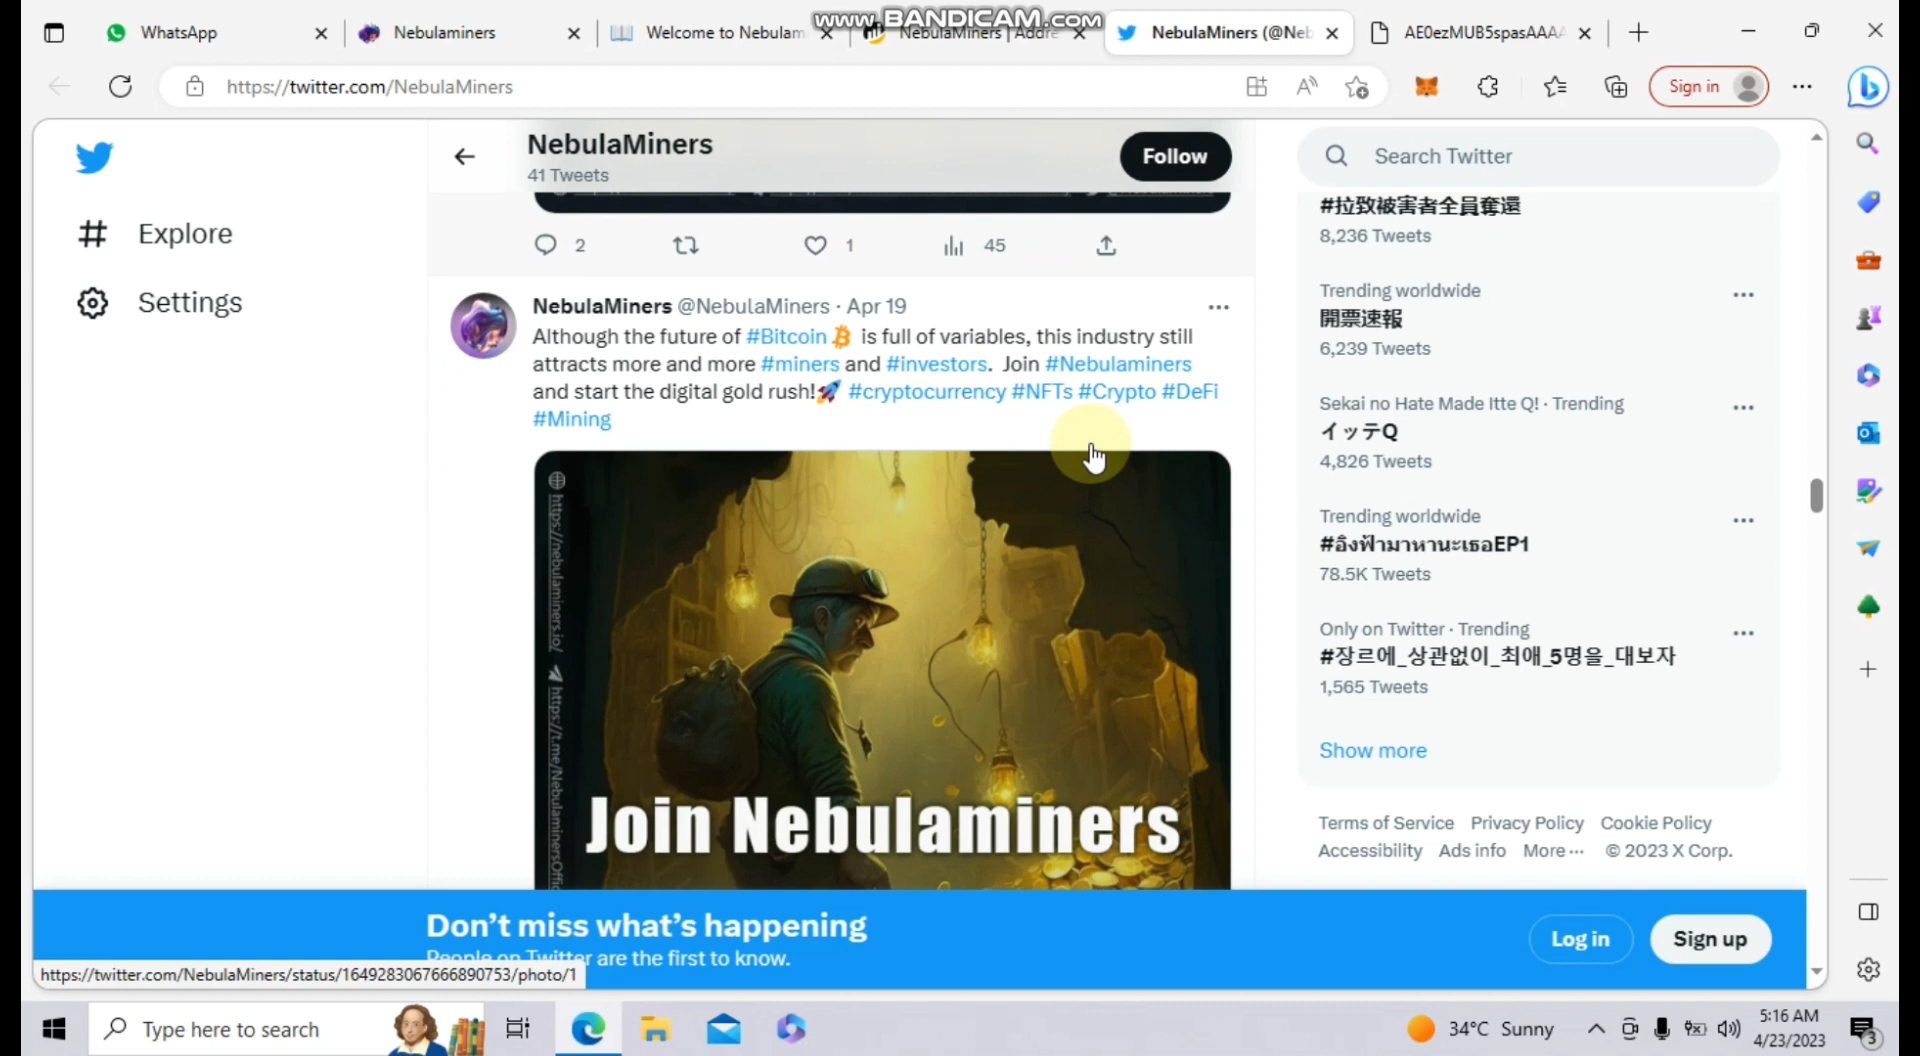 www.BANDICAM.com
WhatsApp
Nebulaminers
Welcome to Nebulam
NebulaMiners | Addre
NebulaMiners (@Neb
AE0ezMUB5spasAAAA
https://twitter.com/NebulaMiners
Sign in
NebulaMiners
41 Tweets
Follow
Search Twitter
Explore
Settings
2
1
45
NebulaMiners @NebulaMiners · Apr 19
Although the future of #Bitcoin is full of variables, this industry still
attracts more and more #miners and #investors. Join #Nebulaminers
and start the digital gold rush!🚀 #cryptocurrency #NFTs #Crypto #DeFi
#Mining
https://nebulaminers.io/
https://t.me/NebulaminersOffic
Join Nebulaminers
#拉致被害者全員奪還
8,236 Tweets
Trending worldwide
開票速報
6,239 Tweets
Sekai no Hate Made Itte Q! · Trending
イッテQ
4,826 Tweets
Trending worldwide
#อิงฟ้ามาหานะเธอEP1
78.5K Tweets
Only on Twitter · Trending
#장르에_상관없이_최애_5명을_대보자
1,565 Tweets
Show more
Terms of Service Privacy Policy Cookie Policy
Accessibility Ads info More ··· © 2023 X Corp.
Don't miss what's happening
People on Twitter are the first to know.
Log in
Sign up
https://twitter.com/NebulaMiners/status/1649283067666890753/photo/1
Type here to search
34°C Sunny
5:16 AM
4/23/2023
3